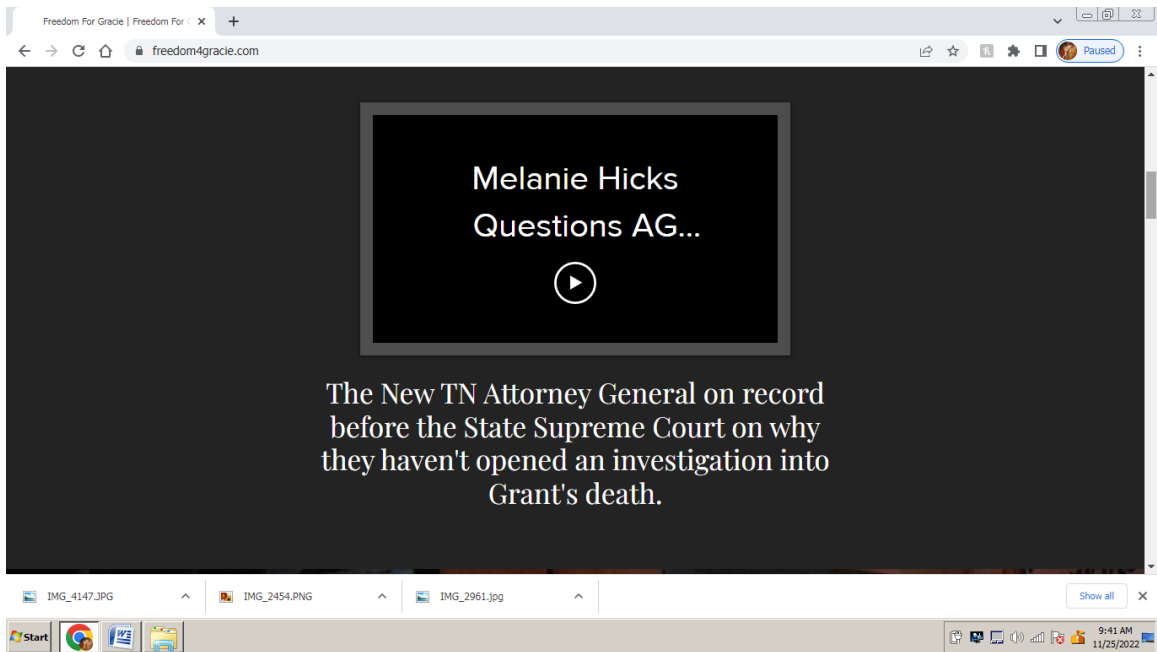 Freedom For Gracie | Freedom For
freedom4gracie.com
Paused
Melanie Hicks
Questions AG...
The New TN Attorney General on record
before the State Supreme Court on why
they haven't opened an investigation into
Grant's death.
IMG_4147.JPG
IMG_2454.PNG
IMG_2961.jpg
Show all
Start
9:41 AM
11/25/2022